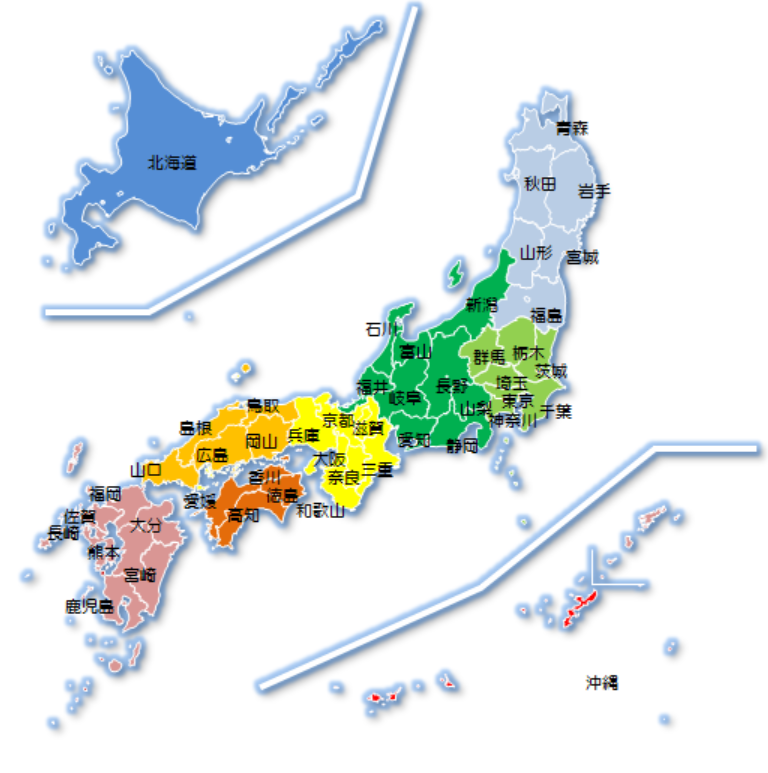 北海道
青森
秋田
岩手
山形
宮城
新潟
福島
石川
富山
群馬
栃木
福井
岐阜
長野
茨城
埼玉
山梨
東京
千葉
神奈川
愛知
静岡
鳥取
島根
岡山
広島
山口
兵庫
京都
滋賀
大阪
奈良
三重
和歌山
香川
徳島
愛媛
高知
福岡
佐賀
長崎
大分
熊本
宮崎
鹿児島
沖縄